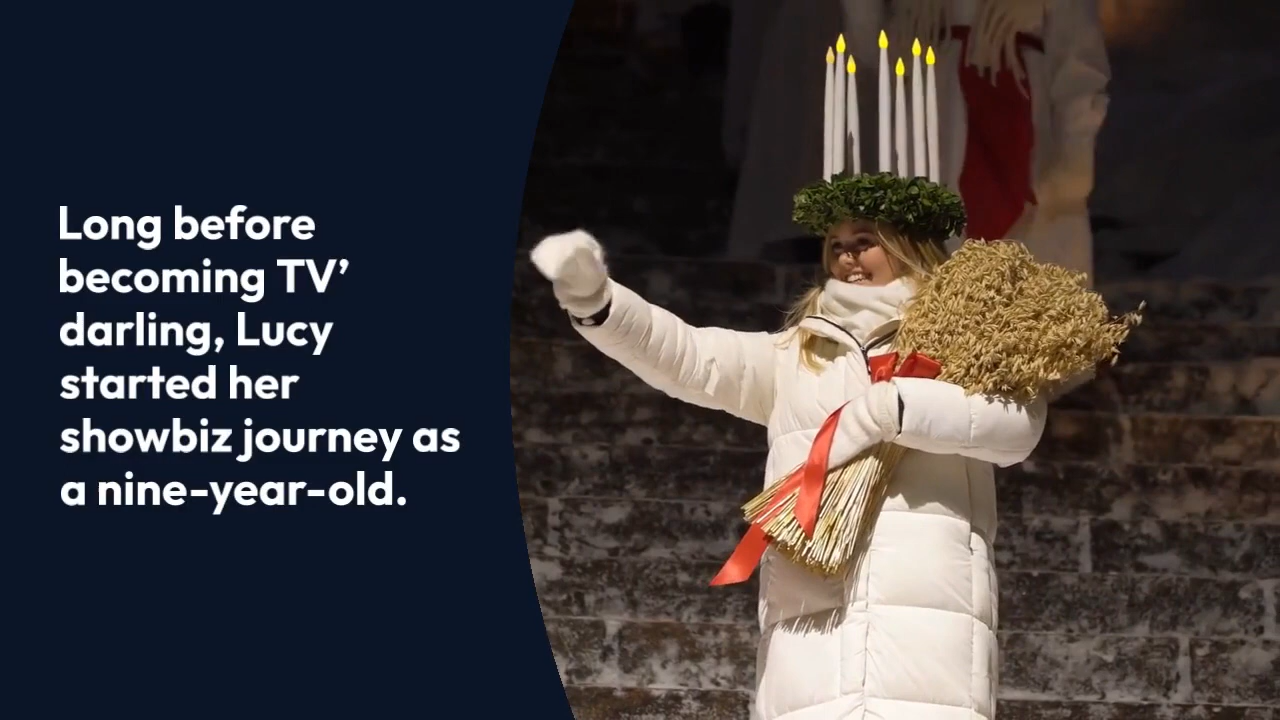 Long before
becoming TV’
darling, Lucy
started her
showbiz journey as
a nine-year-old.